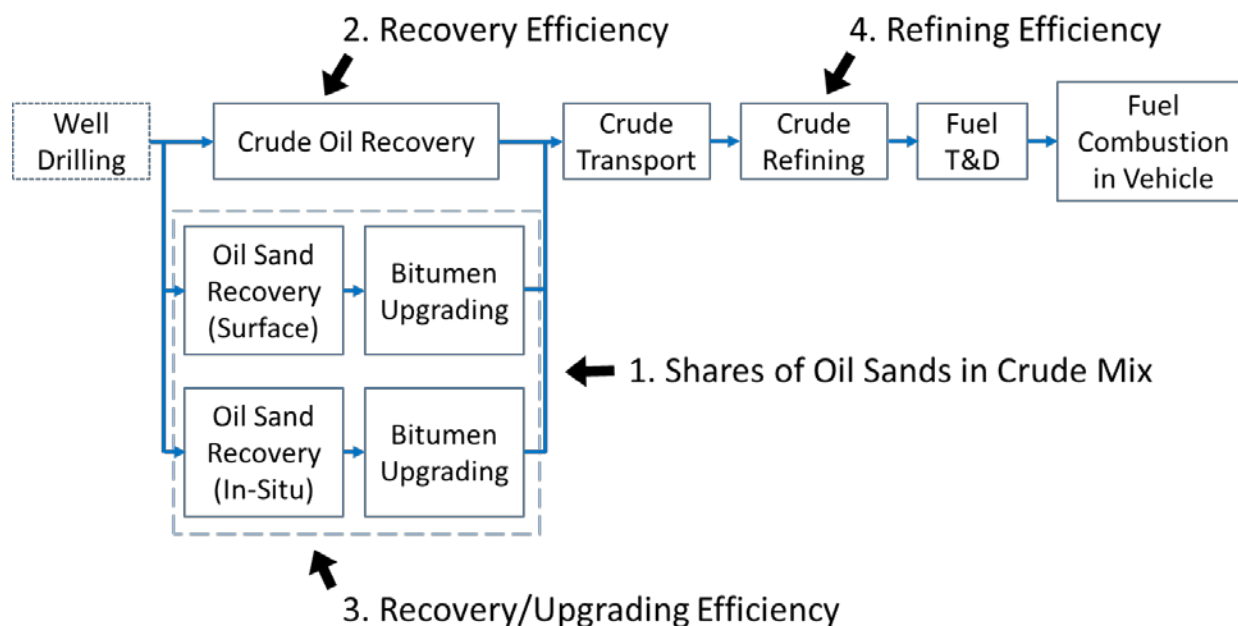 2. Recovery Efficiency
4. Refining Efficiency
Well
Drilling
Crude Oil Recovery
Crude
Transport
Crude
Refining
Fuel
T&D
Fuel
Combustion
in Vehicle
Oil Sand
Recovery
(Surface)
Bitumen
Upgrading
1. Shares of Oil Sands in Crude Mix
Oil Sand
Recovery
(In-Situ)
Bitumen
Upgrading
3. Recovery/Upgrading Efficiency